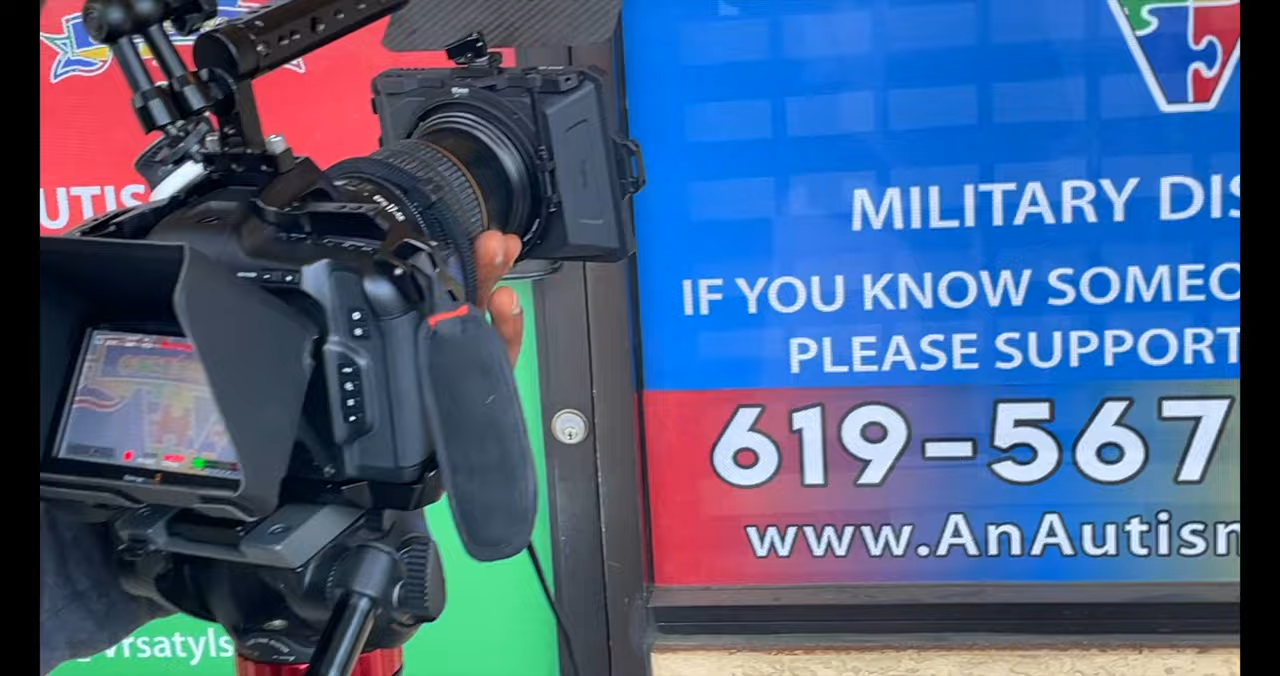 UTIS
MILITARY DIS
IF YOU KNOW SOMEO
PLEASE SUPPORT
619-567
www.AnAutism
vrsatyls